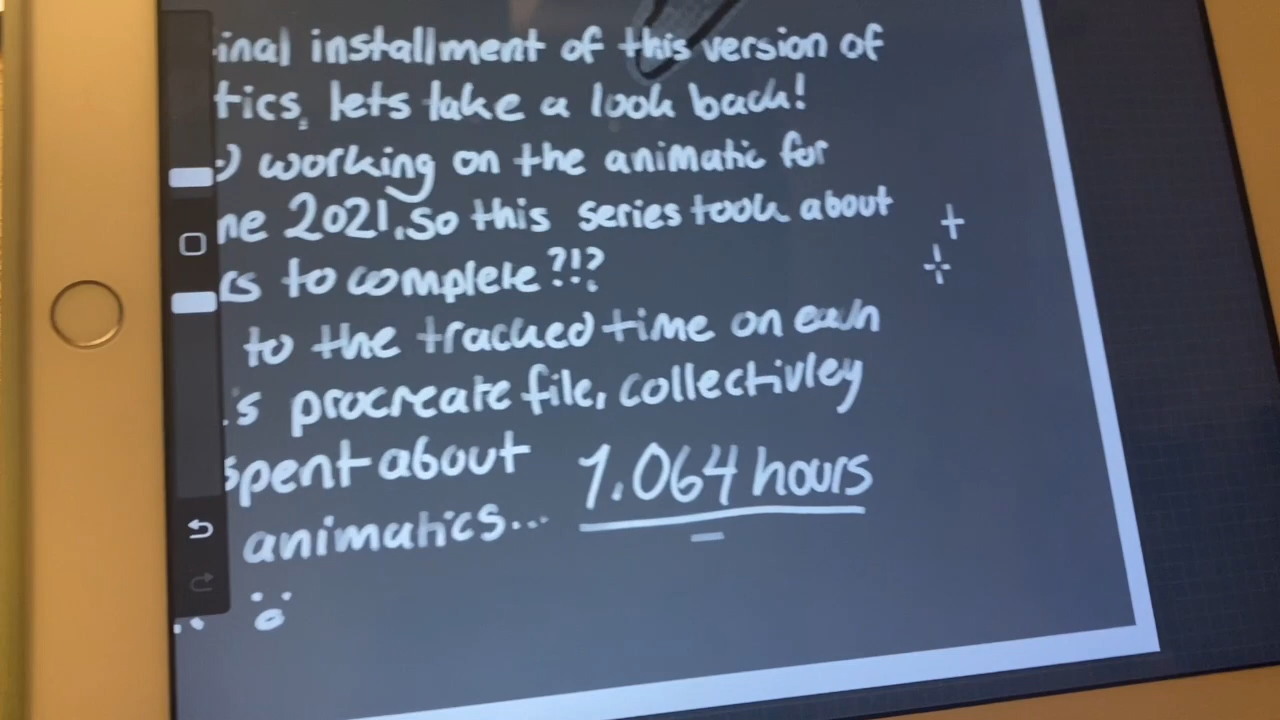 inal installment of this version of
tics, lets take a look back!
working on the animatic for
ne 2021, so this series took about
rs to complete?!?
to the tracked time on each
's procreate file, collectivley
spent about 1.064 hours
animatics...